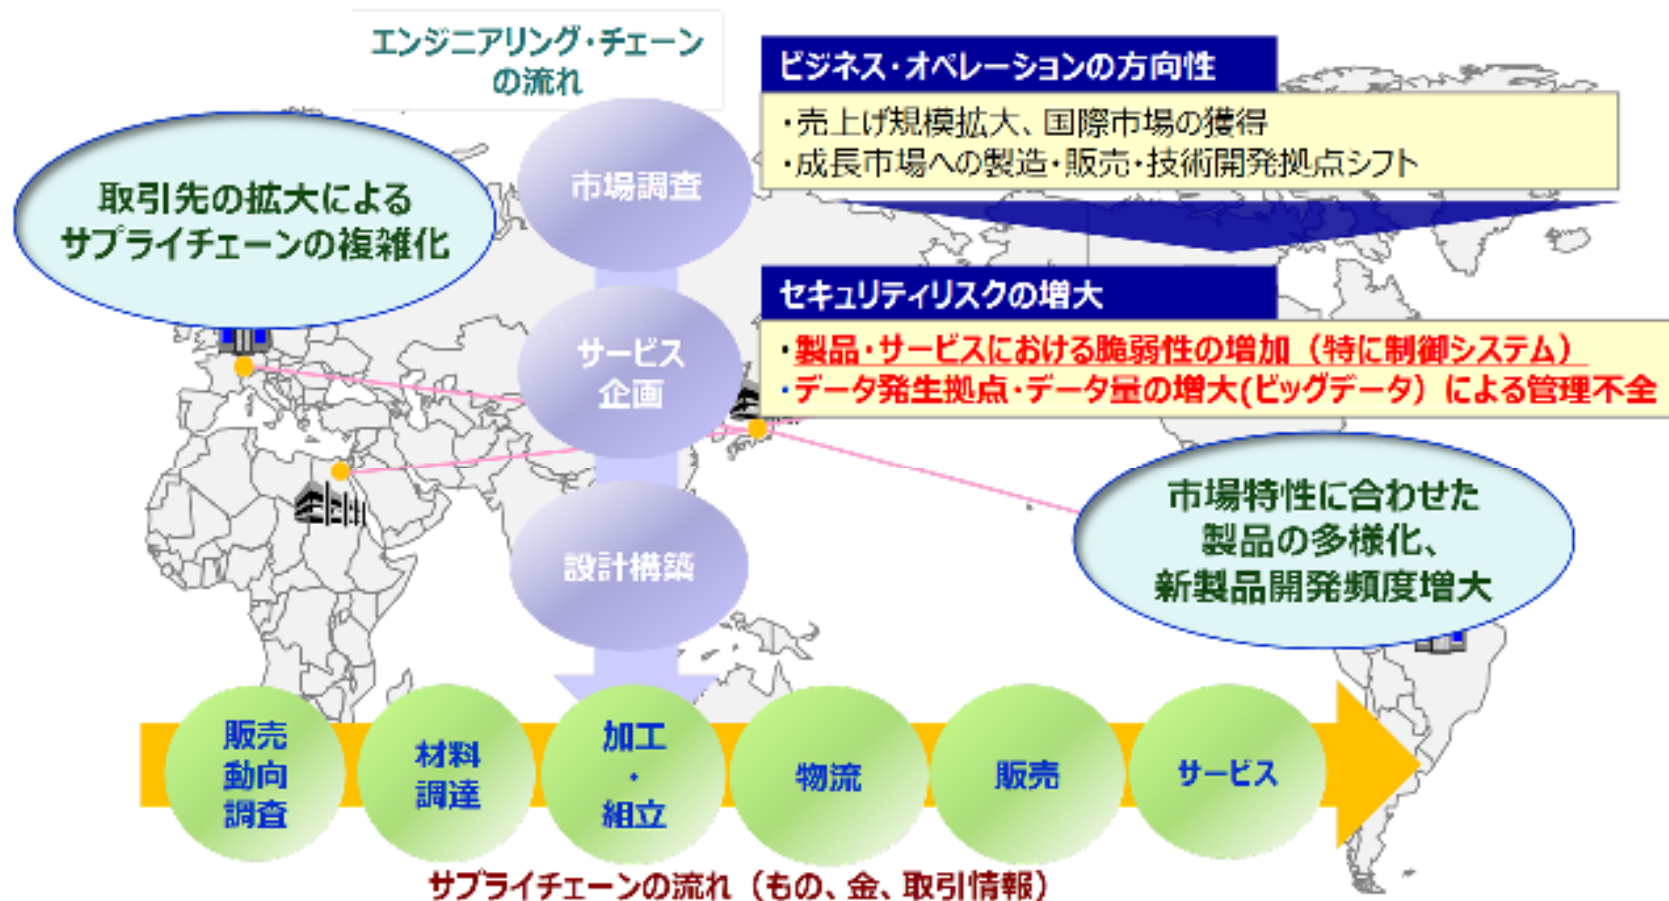 エンジニアリング・チェーン
の流れ
ビジネス・オペレーションの方向性
・売上げ規模拡大、国際市場の獲得
・成長市場への製造・販売・技術開発拠点シフト
取引先の拡大による
サプライチェーンの複雑化
市場調査
セキュリティリスクの増大
・製品・サービスにおける脆弱性の増加（特に制御システム）
・データ発生拠点・データ量の増大(ビッグデータ）による管理不全
サービス
企画
市場特性に合わせた
製品の多様化、
新製品開発頻度増大
設計構築
販売
動向
調査
材料
調達
加工
・
組立
物流
販売
サービス
サプライチェーンの流れ（もの、金、取引情報）